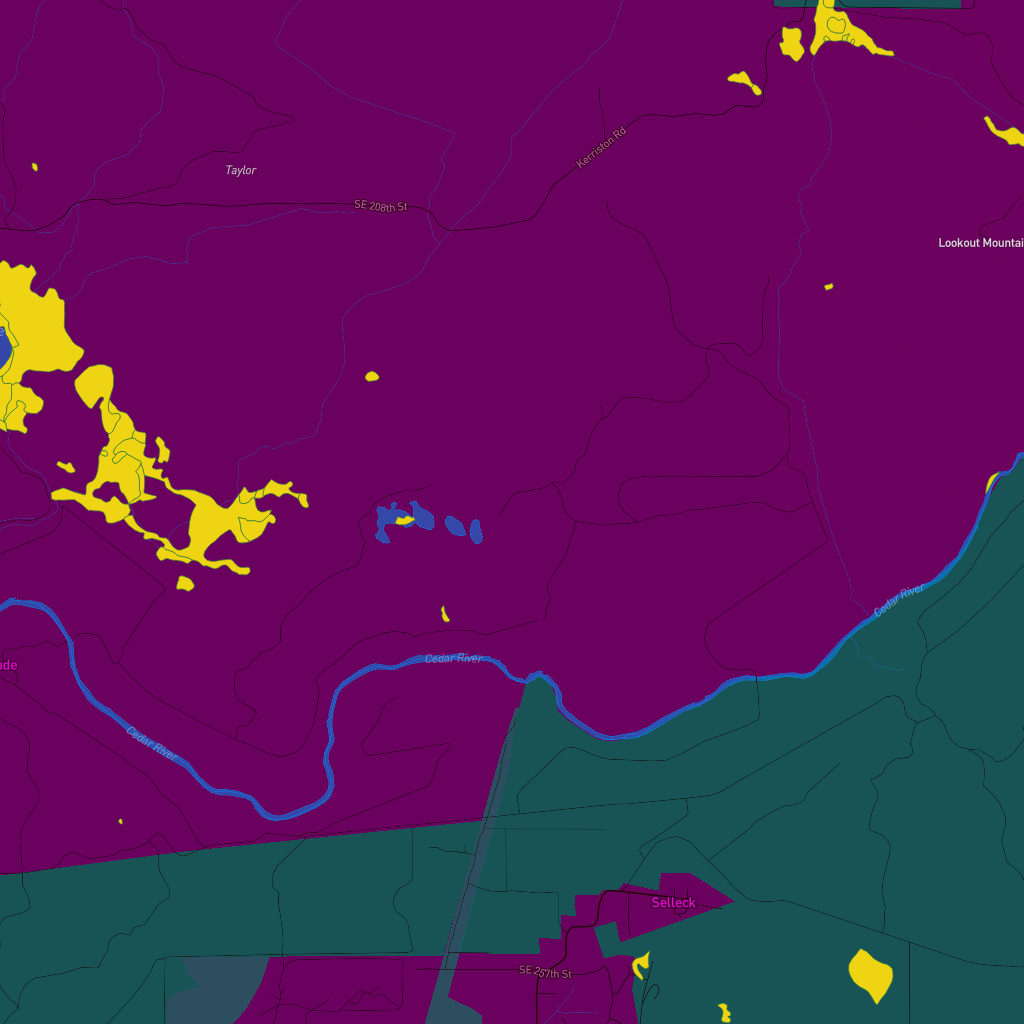 Kerriston Rd
Taylor
SE 208th St
Lookout Mountai
Cedar River
Cedar River
ude
Cedar River
Selleck
SE 257th St